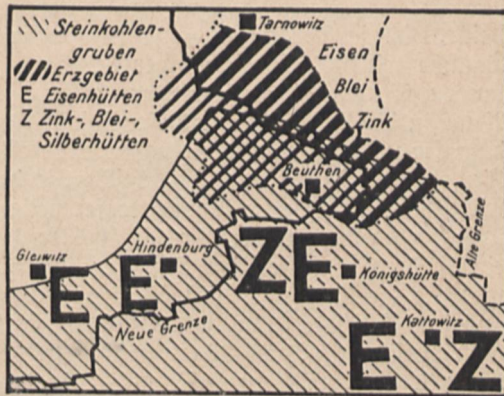 Steinkohlen-
gruben
Erzgebiet
E Eisenhütten
Z Zink-, Blei-,
Silberhütten
Tarnowitz
Eisen
Blei
Zink
Beuthen
Alte Grenze
Gleiwitz
Hindenburg
E
E
Z
E
Königshütte
Neue Grenze
Kattowitz
E
Z